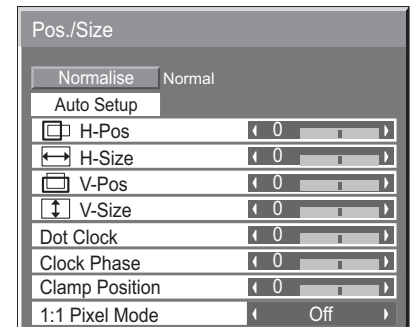 Pos./Size
Normalise Normal
Auto Setup
H-Pos 0
H-Size 0
V-Pos 0
V-Size 0
Dot Clock 0
Clock Phase 0
Clamp Position 0
1:1 Pixel Mode Off